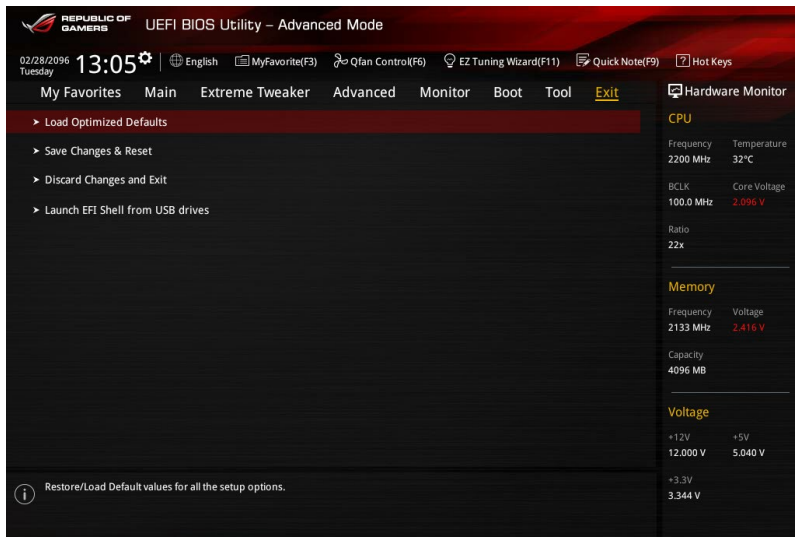 REPUBLIC OF
GAMERS
UEFI BIOS Utility – Advanced Mode
02/28/2096
Tuesday
13:05
English
MyFavorite(F3)
Qfan Control(F6)
EZ Tuning Wizard(F11)
Quick Note(F9)
? Hot Keys
My Favorites Main Extreme Tweaker Advanced Monitor Boot Tool Exit
> Load Optimized Defaults
> Save Changes & Reset
> Discard Changes and Exit
> Launch EFI Shell from USB drives
Hardware Monitor
CPU
Frequency Temperature
2200 MHz 32°C
BCLK Core Voltage
100.0 MHz 2.096 V
Ratio
22x
Memory
Frequency Voltage
2133 MHz 2.416 V
Capacity
4096 MB
Voltage
+12V +5V
12.000 V 5.040 V
+3.3V
3.344 V
i Restore/Load Default values for all the setup options.